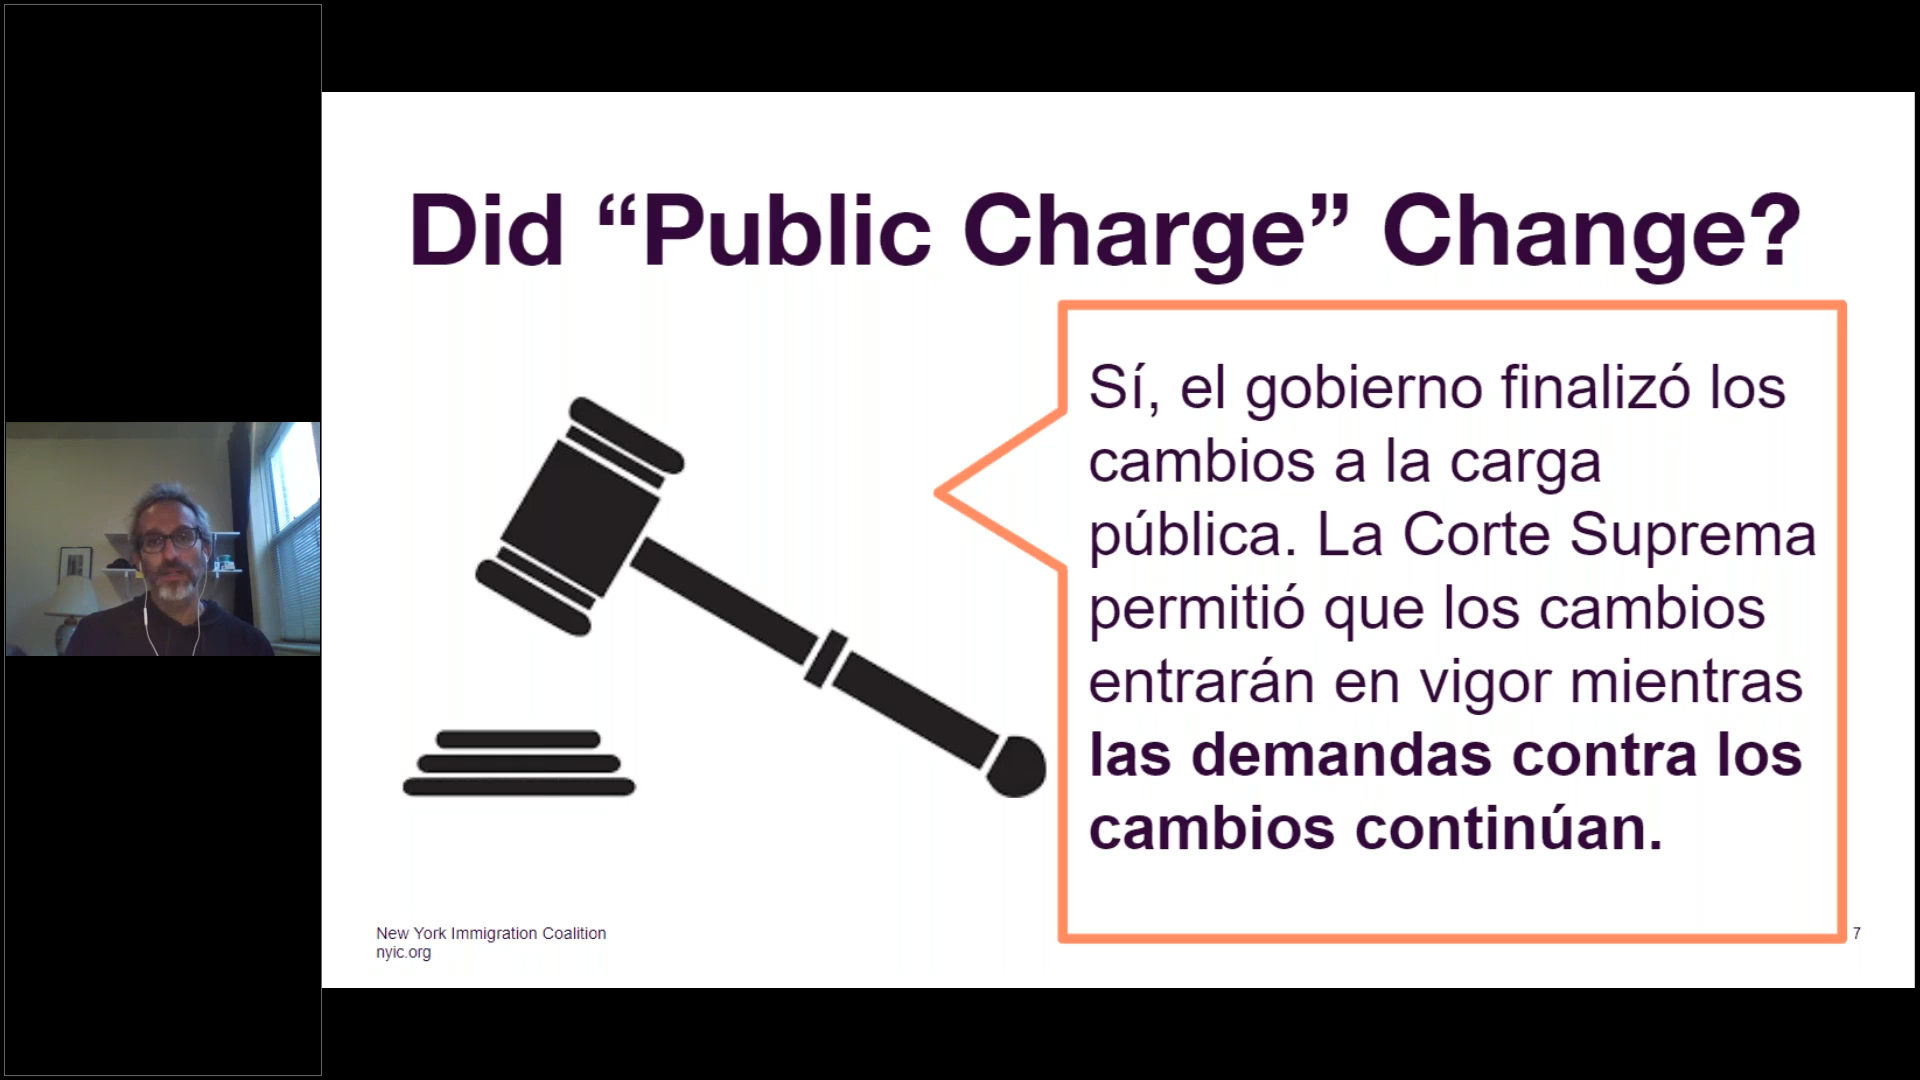 Did “Public Charge” Change?
Sí, el gobierno finalizó los
cambios a la carga
pública. La Corte Suprema
permitió que los cambios
entrarán en vigor mientras
las demandas contra los
cambios continúan.
New York Immigration Coalition
nyic.org
7